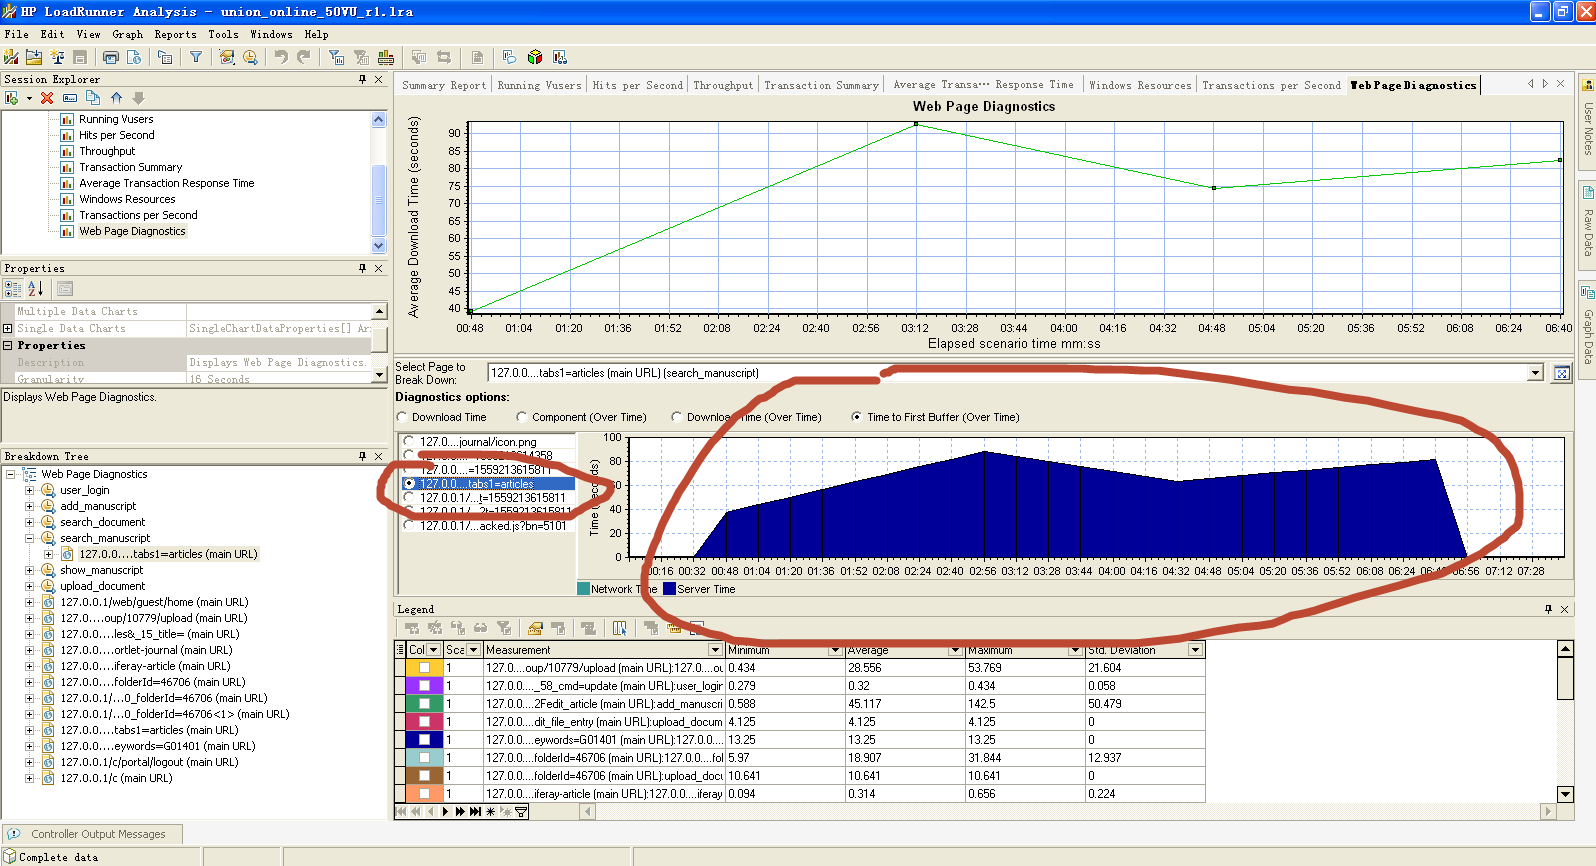 HP LoadRunner Analysis - union_online_50VU_r1.lra
File Edit View Graph Reports Tools Windows Help
Session Explorer
Running Vusers
Hits per Second
Throughput
Transaction Summary
Average Transaction Response Time
Windows Resources
Transactions per Second
Web Page Diagnostics
Properties
Multiple Data Charts
Single Data Charts SingleChartDataProperties[] Ar
Properties
Description Displays Web Page Diagnostics.
Granularity 16 Seconds
Displays Web Page Diagnostics.
Breakdown Tree
Web Page Diagnostics
user_login
add_manuscript
search_document
search_manuscript
127.0.0....tabs1=articles (main URL)
show_manuscript
upload_document
127.0.0.1/web/guest/home (main URL)
127.0.0....oup/10779/upload (main URL)
127.0.0....les&_15_title= (main URL)
127.0.0....ortlet-journal (main URL)
127.0.0....iferay-article (main URL)
127.0.0....folderId=46706 (main URL)
127.0.0.1/...0_folderId=46706 (main URL)
127.0.0.1/...0_folderId=46706<1> (main URL)
127.0.0....tabs1=articles (main URL)
127.0.0....eywords=G01401 (main URL)
127.0.0.1/c/portal/logout (main URL)
127.0.0.1/c (main URL)
Controller Output Messages
Complete data
Summary Report Running Vusers Hits per Second Throughput Transaction Summary Average Transa... Response Time Windows Resources Transactions per Second Web Page Diagnostics
Web Page Diagnostics
Average Download Time (seconds)
90
85
80
75
70
65
60
55
50
45
40
00:48 01:04 01:20 01:36 01:52 02:08 02:24 02:40 02:56 03:12 03:28 03:44 04:00 04:16 04:32 04:48 05:04 05:20 05:36 05:52 06:08 06:24 06:40
Elapsed scenario time mm:ss
Select Page to
Break Down:
127.0.0....tabs1=articles (main URL) (search_manuscript)
Diagnostics options:
Download Time Component (Over Time) Download Time (Over Time) Time to First Buffer (Over Time)
127.0....journal/icon.png
127.0.0....=1559213615811
127.0.0....tabs1=articles
127.0.0.1/...t=1559213615811
127.0.0.1/...?t=1559213615811
127.0.0.1/...acked.js?bn=5101
Time (seconds)
100
80
60
40
20
0
00:16 00:32 00:48 01:04 01:20 01:36 01:52 02:08 02:24 02:40 02:56 03:12 03:28 03:44 04:00 04:16 04:32 04:48 05:04 05:20 05:36 05:52 06:08 06:24 06:40 06:56 07:12 07:28
Network Time Server Time
Legend
Col Sca Measurement Minimum Average Maximum Std. Deviation
1 127.0....oup/10779/upload (main URL):127.0....ou 0.434 28.556 53.769 21.604
1 127.0.0...._58_cmd=update (main URL):user_login 0.279 0.32 0.434 0.058
1 127.0.0....2Fedit_article (main URL):add_manuscri 0.588 45.117 142.5 50.479
1 127.0.0....dit_file_entry (main URL):upload_docum 4.125 4.125 4.125 0
1 127.0.0....eywords=G01401 (main URL):127.0.0.... 13.25 13.25 13.25 0
1 127.0.0....folderId=46706 (main URL):127.0.0....fol 5.97 18.907 31.844 12.937
1 127.0.0....folderId=46706 (main URL):upload_docu 10.641 10.641 10.641 0
1 127.0.0....iferay-article (main URL):127.0.0....iferay 0.094 0.314 0.656 0.224
User Notes
Raw Data
Graph Data